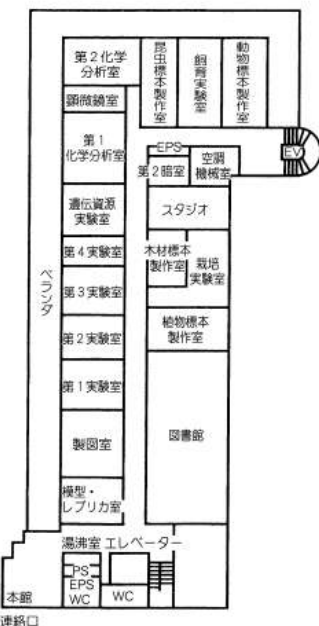 第2化学
分析室
昆虫標本製作室
飼育実験室
動物標本製作室
顕微鏡室
EPS
EV
第1
化学分析室
第2暗室
空調
機械室
遺伝資源
実験室
スタジオ
第4実験室
木材標本
製作室
栽培
実験室
ベランダ
第3実験室
第2実験室
植物標本
製作室
第1実験室
製図室
図書館
模型・
レプリカ室
湯沸室 エレベーター
本館
PS
EPS
WC
WC
連絡口